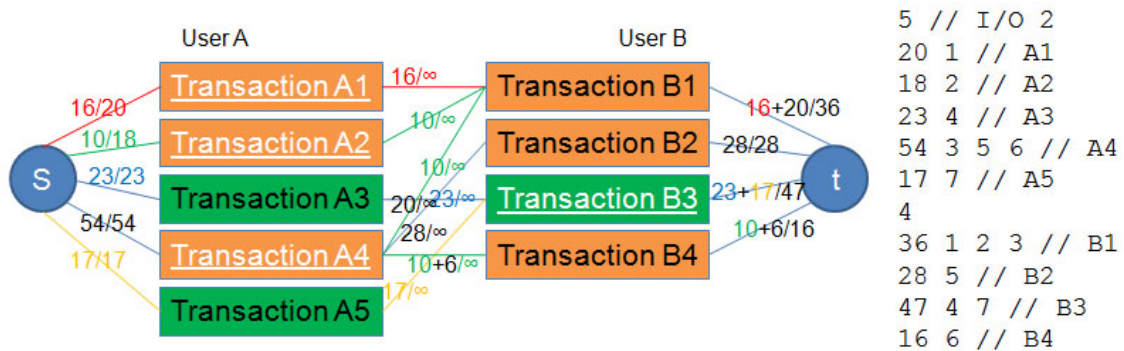 User A
User B
S
16/20
10/18
23/23
54/54
17/17
Transaction A1
Transaction A2
Transaction A3
Transaction A4
Transaction A5
16/∞
10/∞
10/∞
20/∞
23/∞
28/∞
10+6/∞
17/∞
Transaction B1
Transaction B2
Transaction B3
Transaction B4
16+20/36
28/28
23+17/47
10+6/16
t
5 // I/O 2
20 1 // A1
18 2 // A2
23 4 // A3
54 3 5 6 // A4
17 7 // A5
4
36 1 2 3 // B1
28 5 // B2
47 4 7 // B3
16 6 // B4